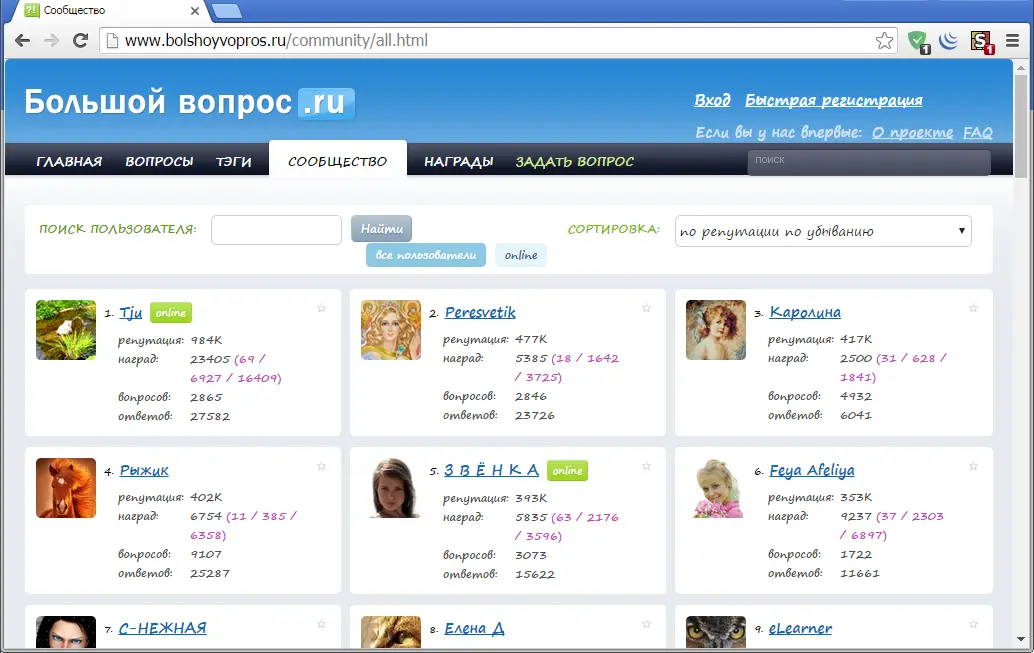 Сообщество
www.bolshoyvopros.ru/community/all.html
1
1
Большой вопрос .ru
Вход Быстрая регистрация
Если вы у нас впервые: О проекте FAQ
ГЛАВНАЯ ВОПРОСЫ ТЭГИ СООБЩЕСТВО НАГРАДЫ ЗАДАТЬ ВОПРОС ПОИСК
ПОИСК ПОЛЬЗОВАТЕЛЯ: Найти СОРТИРОВКА: по репутации по убыванию
все пользователи online
1. Tju online
репутация: 984K
наград: 23405 (69 /
6927 / 16409)
вопросов: 2865
ответов: 27582
2. Peresvetik
репутация: 477K
наград: 5385 (18 / 1642
/ 3725)
вопросов: 2846
ответов: 23726
3. Каролина
репутация: 417K
наград: 2500 (31 / 628 /
1841)
вопросов: 4932
ответов: 6041
4. Рыжик
репутация: 402K
наград: 6754 (11 / 385 /
6358)
вопросов: 9107
ответов: 25287
5. З В Ё Н К А online
репутация: 393K
наград: 5835 (63 / 2176
/ 3596)
вопросов: 3073
ответов: 15622
6. Feya Afeliya
репутация: 353K
наград: 9237 (37 / 2303
/ 6897)
вопросов: 1722
ответов: 11661
7. С-НЕЖНАЯ
8. Елена Д
9. eLearner